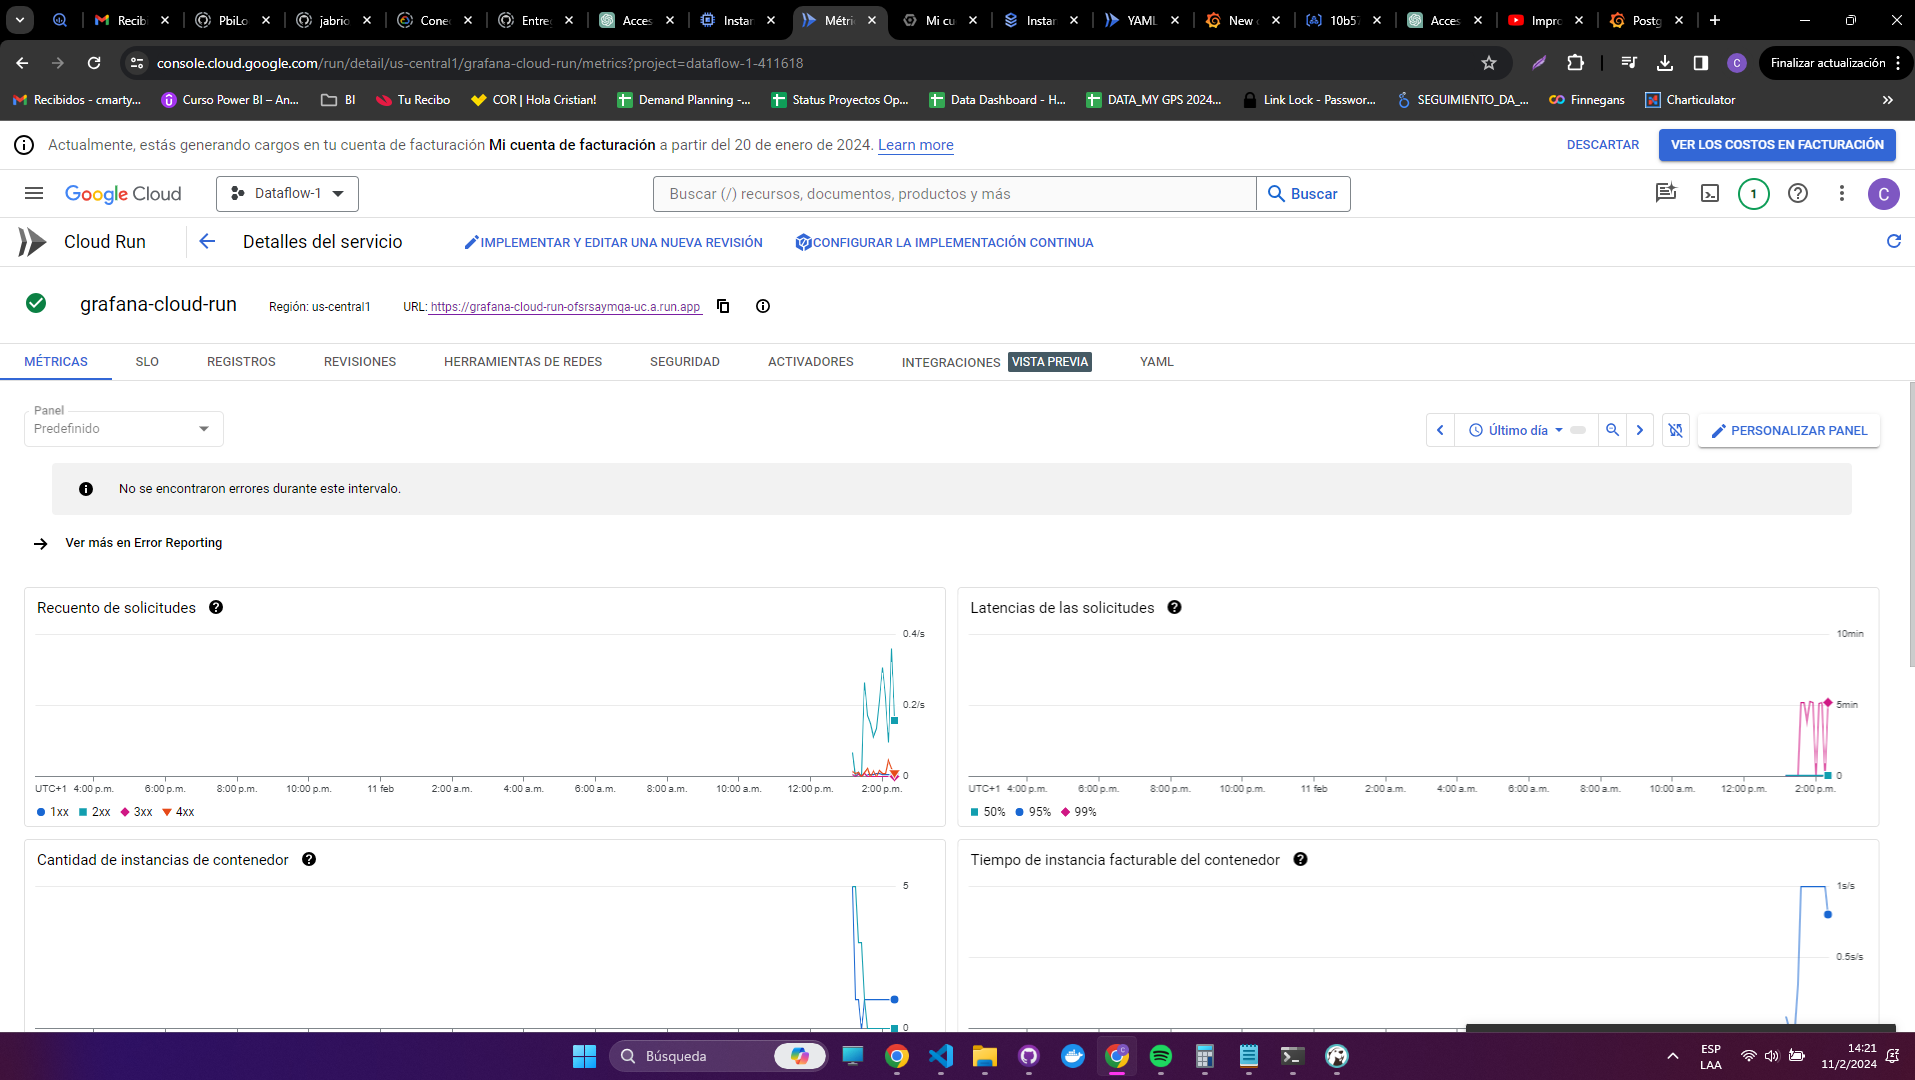 Recibi
PbiLo
jabrio
Cone
Entre
Acces
Instan
Métri
Mi cu
Instan
YAML
New
10b57
Acces
Impro
Postg
console.cloud.google.com/run/detail/us-central1/grafana-cloud-run/metrics?project=dataflow-1-411618
C
Finalizar actualización
Recibidos - cmarty...
Curso Power BI – An...
BI
Tu Recibo
COR | Hola Cristian!
Demand Planning -...
Status Proyectos Op...
Data Dashboard - H...
DATA_MY GPS 2024...
Link Lock - Passwor...
SEGUIMIENTO_DA_...
Finnegans
Charticulator
Actualmente, estás generando cargos en tu cuenta de facturación Mi cuenta de facturación a partir del 20 de enero de 2024. Learn more
DESCARTAR
VER LOS COSTOS EN FACTURACIÓN
Google Cloud
Dataflow-1
Buscar (/) recursos, documentos, productos y más
Buscar
1
C
Cloud Run
Detalles del servicio
IMPLEMENTAR Y EDITAR UNA NUEVA REVISIÓN
CONFIGURAR LA IMPLEMENTACIÓN CONTINUA
grafana-cloud-run
Región: us-central1
URL: https://grafana-cloud-run-ofsrsaymqa-uc.a.run.app
MÉTRICAS
SLO
REGISTROS
REVISIONES
HERRAMIENTAS DE REDES
SEGURIDAD
ACTIVADORES
INTEGRACIONES VISTA PREVIA
YAML
Panel
Predefinido
Último día
PERSONALIZAR PANEL
No se encontraron errores durante este intervalo.
Ver más en Error Reporting
Recuento de solicitudes
0.4/s
0.2/s
0
UTC+1 4:00 p.m. 6:00 p.m. 8:00 p.m. 10:00 p.m. 11 feb 2:00 a.m. 4:00 a.m. 6:00 a.m. 8:00 a.m. 10:00 a.m. 12:00 p.m. 2:00 p.m.
1xx 2xx 3xx 4xx
Latencias de las solicitudes
10min
5min
0
UTC+1 4:00 p.m. 6:00 p.m. 8:00 p.m. 10:00 p.m. 11 feb 2:00 a.m. 4:00 a.m. 6:00 a.m. 8:00 a.m. 10:00 a.m. 12:00 p.m. 2:00 p.m.
50% 95% 99%
Cantidad de instancias de contenedor
5
0
Tiempo de instancia facturable del contenedor
1s/s
0.5s/s
Búsqueda
ESP
LAA
14:21
11/2/2024